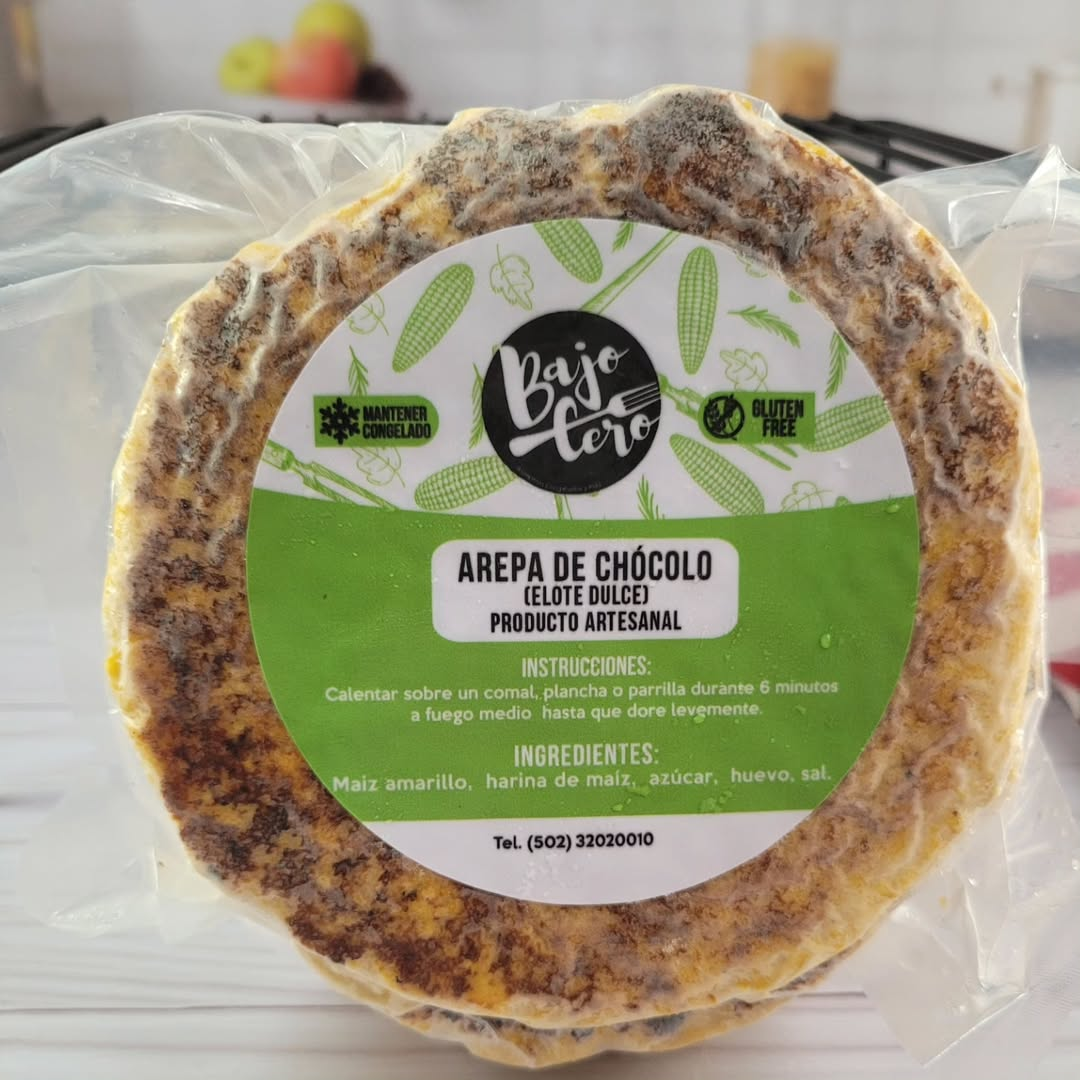 Bajo
Cero
MANTENER
CONGELADO
GLUTEN
FREE
AREPA DE CHÓCOLO
(ELOTE DULCE)
PRODUCTO ARTESANAL
INSTRUCCIONES:
Calentar sobre un comal, plancha o parrilla durante 6 minutos
a fuego medio hasta que dore levemente.
INGREDIENTES:
Maiz amarillo, harina de maíz, azúcar, huevo, sal.
Tel. (502) 32020010